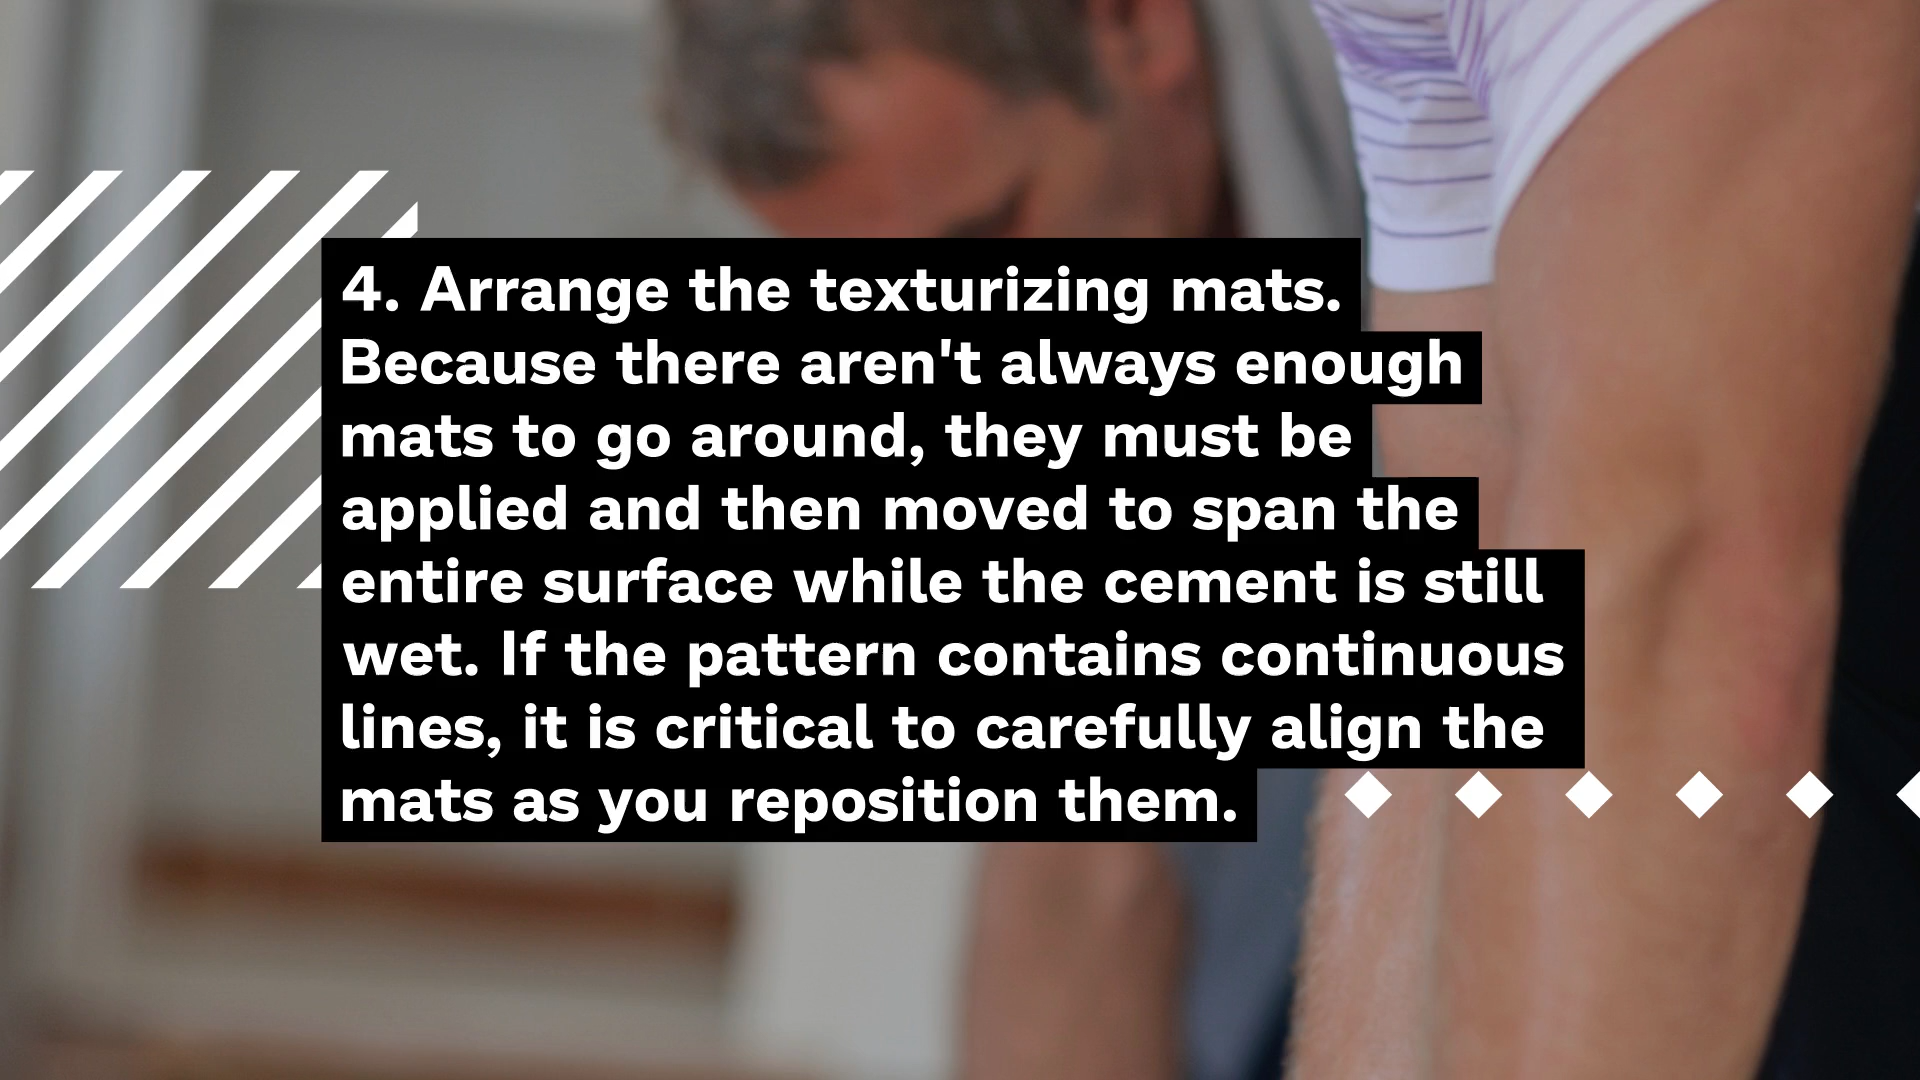 4. Arrange the texturizing mats.
Because there aren't always enough
mats to go around, they must be
applied and then moved to span the
entire surface while the cement is still
wet. If the pattern contains continuous
lines, it is critical to carefully align the
mats as you reposition them.